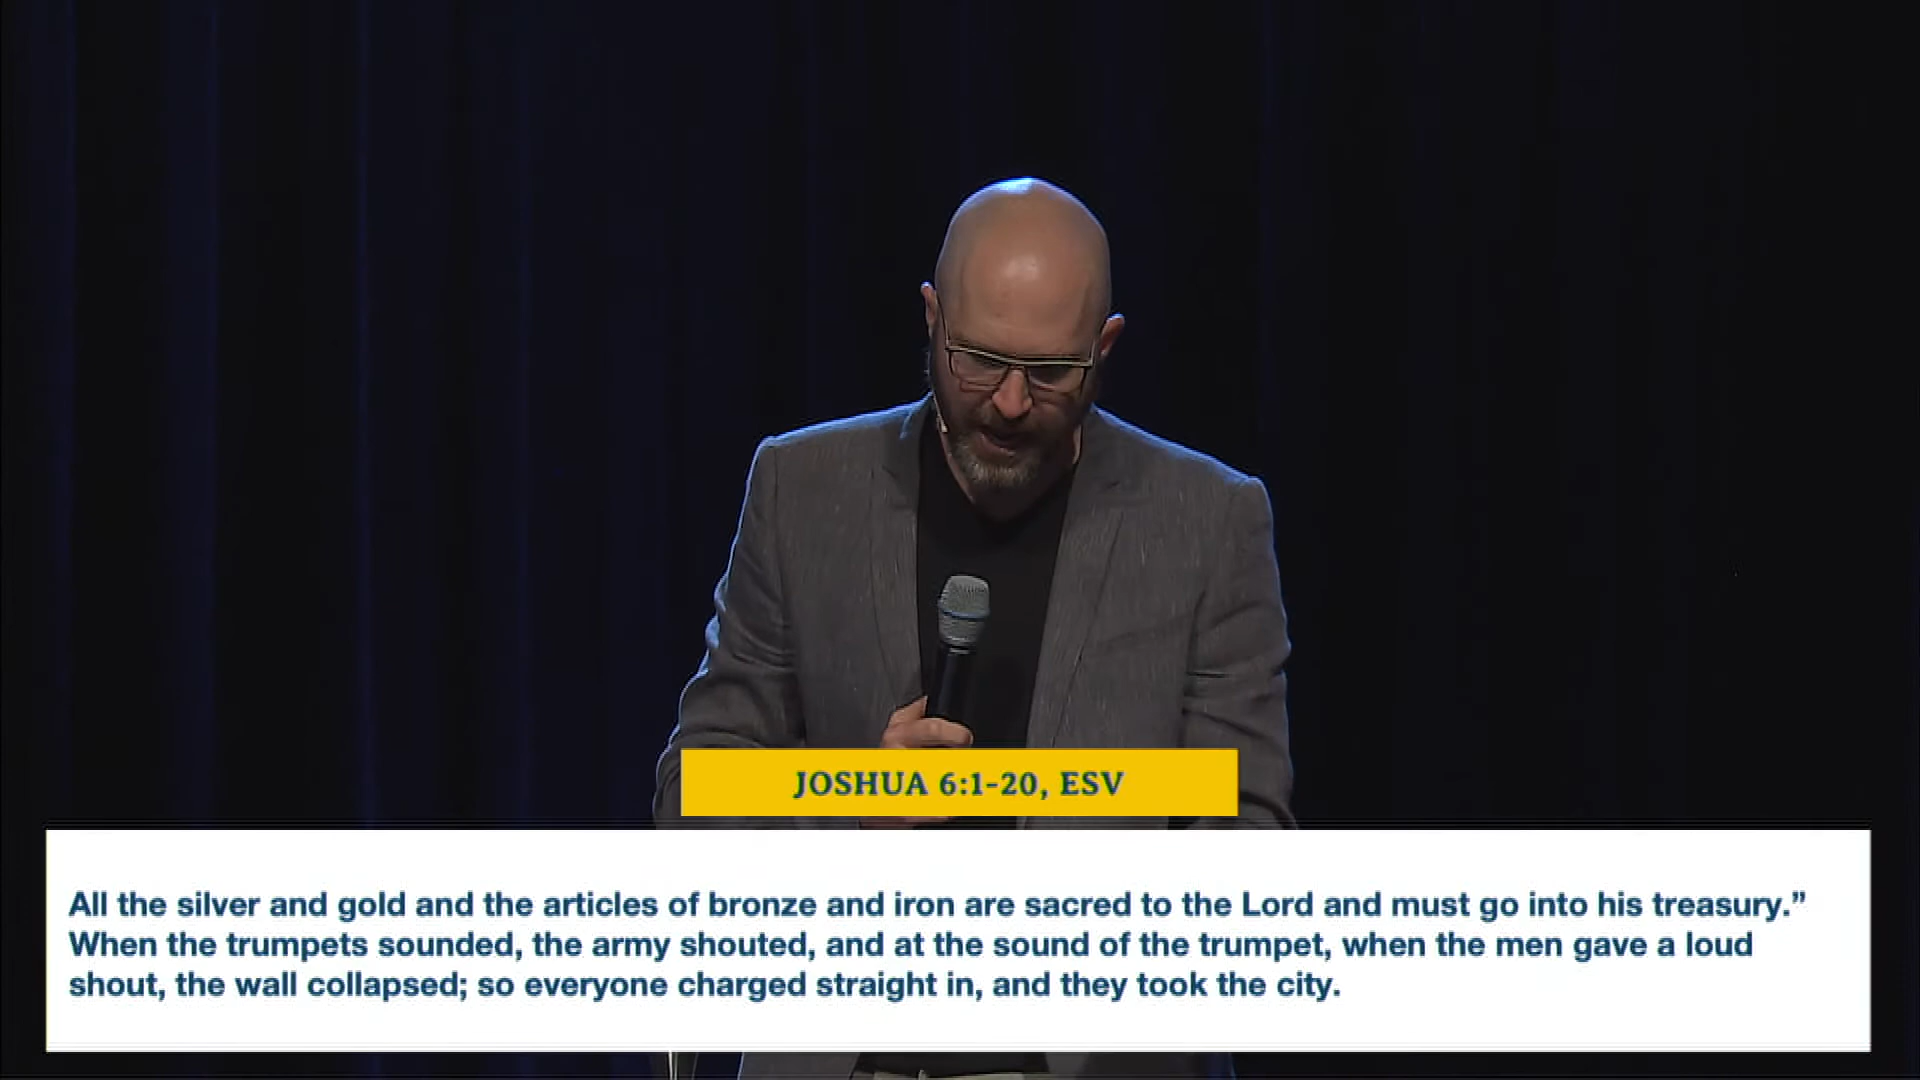 JOSHUA 6:1-20, ESV
All the silver and gold and the articles of bronze and iron are sacred to the Lord and must go into his treasury.”
When the trumpets sounded, the army shouted, and at the sound of the trumpet, when the men gave a loud
shout, the wall collapsed; so everyone charged straight in, and they took the city.